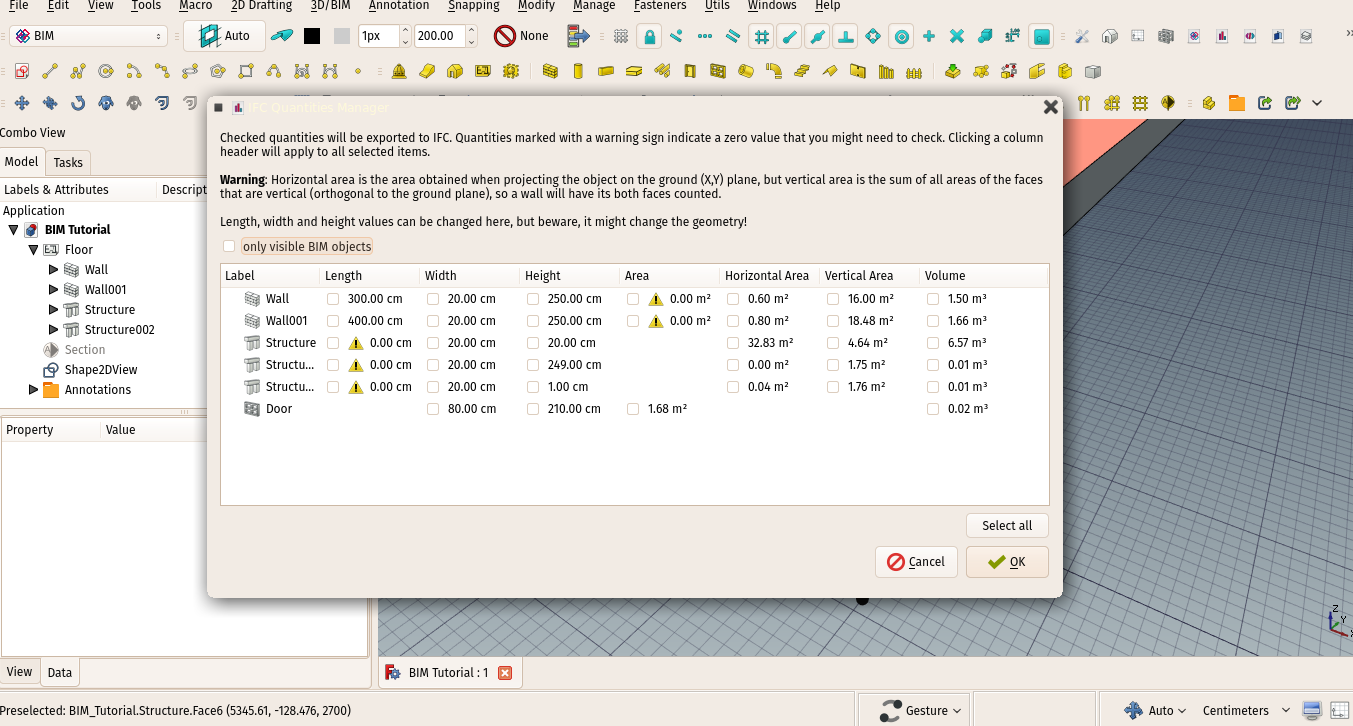 File Edit View Tools Macro 2D Drafting 3D/BIM Annotation Snapping Modify Manage Fasteners Utils Windows Help
BIM Auto 1px 200.00 None
Combo View
Model Tasks
Labels & Attributes Descript
Application
BIM Tutorial
Floor
Wall
Wall001
Structure
Structure002
Section
Shape2DView
Annotations
Property Value
View Data
IFC Quantities Manager
Checked quantities will be exported to IFC. Quantities marked with a warning sign indicate a zero value that you might need to check. Clicking a column
header will apply to all selected items.
Warning: Horizontal area is the area obtained when projecting the object on the ground (X,Y) plane, but vertical area is the sum of all areas of the faces
that are vertical (orthogonal to the ground plane), so a wall will have its both faces counted.
Length, width and height values can be changed here, but beware, it might change the geometry!
only visible BIM objects
Label Length Width Height Area Horizontal Area Vertical Area Volume
Wall 300.00 cm 20.00 cm 250.00 cm 0.00 m² 0.60 m² 16.00 m² 1.50 m³
Wall001 400.00 cm 20.00 cm 250.00 cm 0.00 m² 0.80 m² 18.48 m² 1.66 m³
Structure 0.00 cm 20.00 cm 20.00 cm 32.83 m² 4.64 m² 6.57 m³
Structu... 0.00 cm 20.00 cm 249.00 cm 0.00 m² 1.75 m² 0.01 m³
Structu... 0.00 cm 20.00 cm 1.00 cm 0.04 m² 1.76 m² 0.01 m³
Door 80.00 cm 210.00 cm 1.68 m² 0.02 m³
Select all
Cancel OK
Z
Y
X
BIM Tutorial : 1
Preselected: BIM_Tutorial.Structure.Face6 (5345.61, -128.476, 2700) Gesture Auto Centimeters